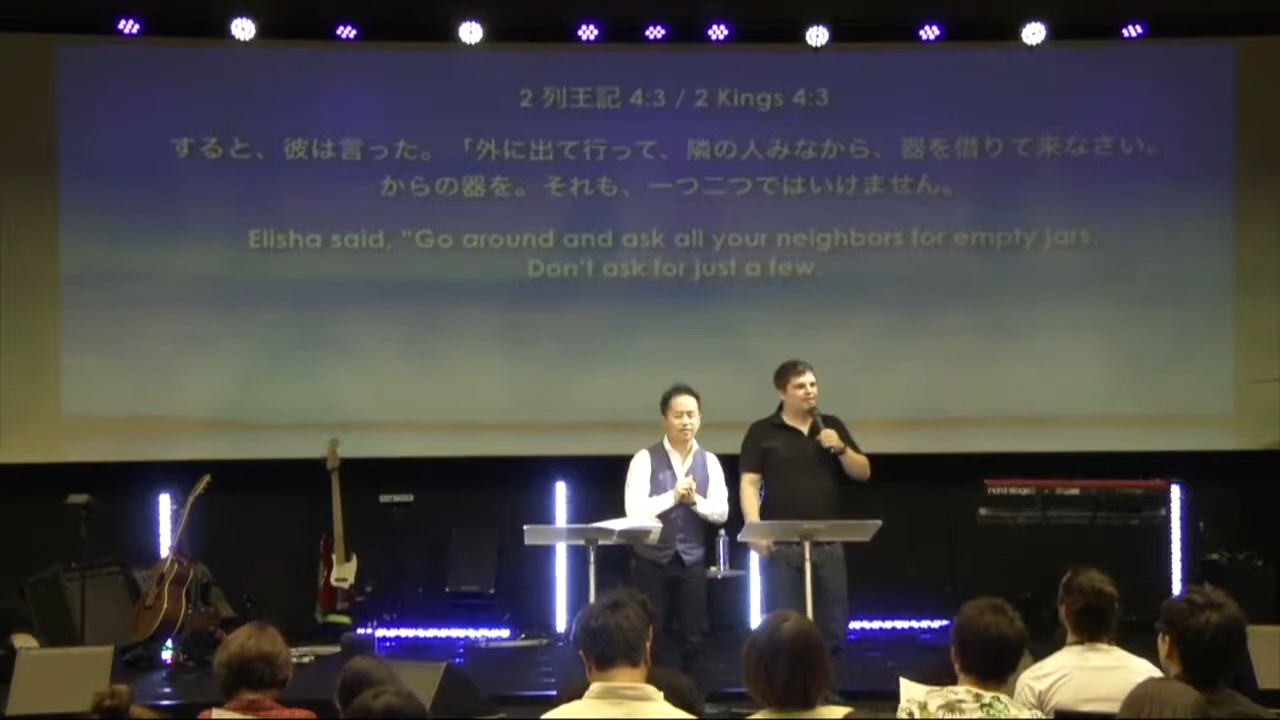 2 列王記 4:3 / 2 Kings 4:3
すると、彼は言った。「外に出て行って、隣の人みなから、器を借りて来なさい。
からの器を。それも、一つ二つではいけません。
Elisha said, "Go around and ask all your neighbors for empty jars.
Don't ask for just a few.
nord stage